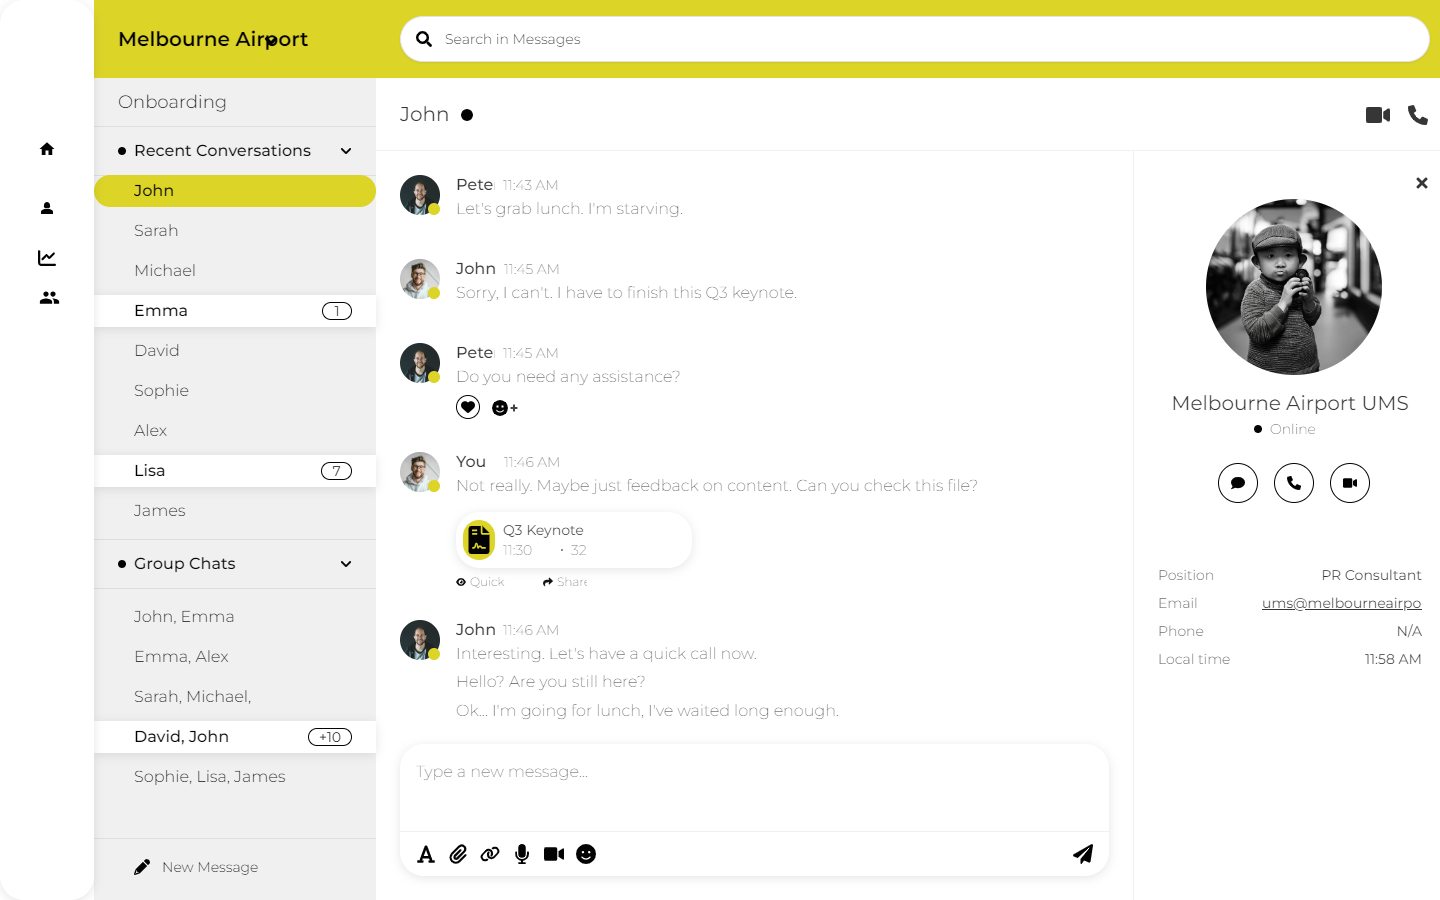 Melbourne Airport
Search in Messages
Onboarding
Recent Conversations
John
Sarah
Michael
Emma
1
David
Sophie
Alex
Lisa
7
James
Group Chats
John, Emma
Emma, Alex
Sarah, Michael,
David, John
+10
Sophie, Lisa, James
New Message
John
Pete 11:43 AM
Let's grab lunch. I'm starving.
John 11:45 AM
Sorry, I can't. I have to finish this Q3 keynote.
Pete 11:45 AM
Do you need any assistance?
You 11:46 AM
Not really. Maybe just feedback on content. Can you check this file?
Q3 Keynote
11:30 · 32
Quick Share
John 11:46 AM
Interesting. Let's have a quick call now.
Hello? Are you still here?
Ok... I'm going for lunch, I've waited long enough.
Type a new message...
Melbourne Airport UMS
Online
Position PR Consultant
Email ums@melbourneairpo
Phone N/A
Local time 11:58 AM